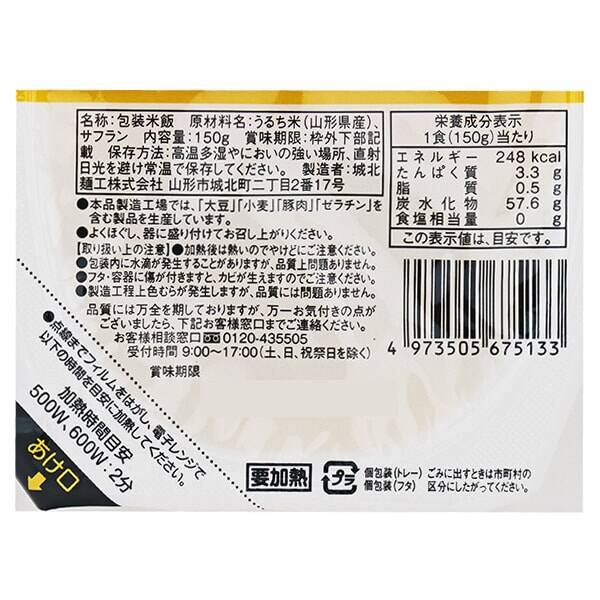 名称:包装米飯 原材料名:うるち米(山形県産)、
サフラン 内容量:150g 賞味期限:枠外下部記
載 保存方法:高温多湿やにおいの強い場所、直射
日光を避け常温で保存してください。 製造者:城北
麺工株式会社 山形市城北町二丁目2番17号
●本品製造工場では、「大豆」「小麦」「豚肉」「ゼラチン」を
含む製品を生産しています。
●よくほぐし、器に盛り付けてお召し上がりください。
【取り扱い上の注意】●加熱後は熱いのでやけどにご注意ください。
●包装内に水滴が発生することがありますが、品質上問題ありません。
●フタ・容器に傷が付きますと、カビが生えますのでご注意ください。
●製造工程上色むらが発生しますが、品質には問題ありません。
品質には万全を期しておりますが、万一お気付きの点が
ございましたら、下記お客様窓口までご連絡ください。
お客様相談窓口 0120-435505
受付時間 9:00~17:00(土、日、祝祭日を除く)
賞味期限
栄養成分表示
1食(150g)当たり
エネルギー 248 kcal
たんぱく質 3.3 g
脂質 0.5 g
炭水化物 57.6 g
食塩相当量 0 g
この表示値は、目安です。
4 973505 675133
●点線までフィルムをはがし、電子レンジで
以下の時間を目安に加熱してください。
加熱時間目安
500W、600W:2分
あけ口
要加熱
プラ
個包装(トレー) ごみに出すときは市町村の
個包装(フタ) 区分にしたがってください。